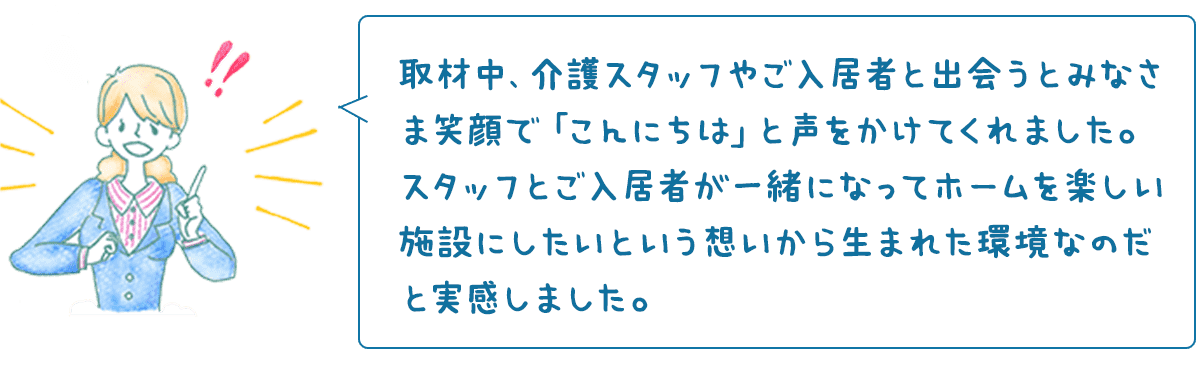 取材中、介護スタッフやご入居者と出会うとみなさ
ま笑顔で「こんにちは」と声をかけてくれました。
スタッフとご入居者が一緒になってホームを楽しい
施設にしたいという想いから生まれた環境なのだ
と実感しました。